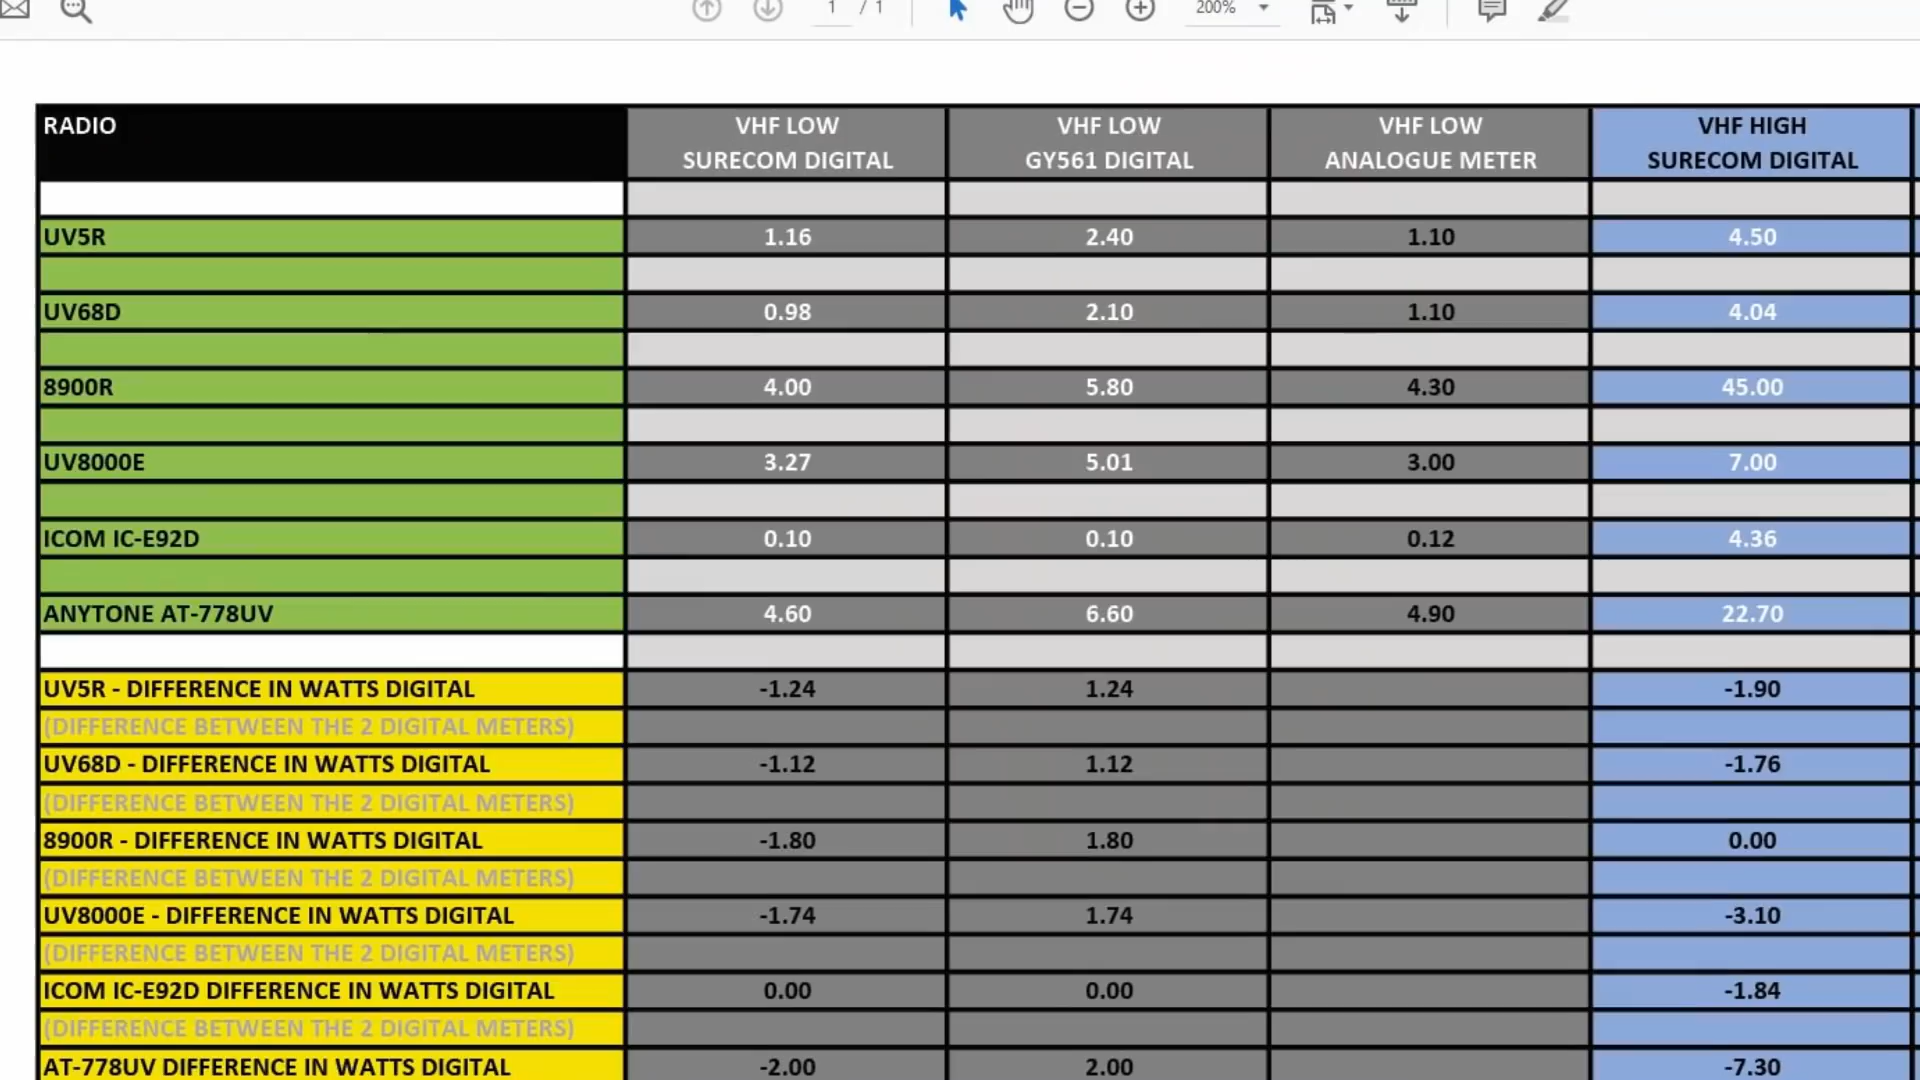 1 / 1 200%
RADIO VHF LOW SURECOM DIGITAL VHF LOW GY561 DIGITAL VHF LOW ANALOGUE METER VHF HIGH SURECOM DIGITAL
UV5R 1.16 2.40 1.10 4.50
UV68D 0.98 2.10 1.10 4.04
8900R 4.00 5.80 4.30 45.00
UV8000E 3.27 5.01 3.00 7.00
ICOM IC-E92D 0.10 0.10 0.12 4.36
ANYTONE AT-778UV 4.60 6.60 4.90 22.70
UV5R - DIFFERENCE IN WATTS DIGITAL -1.24 1.24 -1.90
(DIFFERENCE BETWEEN THE 2 DIGITAL METERS)
UV68D - DIFFERENCE IN WATTS DIGITAL -1.12 1.12 -1.76
(DIFFERENCE BETWEEN THE 2 DIGITAL METERS)
8900R - DIFFERENCE IN WATTS DIGITAL -1.80 1.80 0.00
(DIFFERENCE BETWEEN THE 2 DIGITAL METERS)
UV8000E - DIFFERENCE IN WATTS DIGITAL -1.74 1.74 -3.10
(DIFFERENCE BETWEEN THE 2 DIGITAL METERS)
ICOM IC-E92D DIFFERENCE IN WATTS DIGITAL 0.00 0.00 -1.84
(DIFFERENCE BETWEEN THE 2 DIGITAL METERS)
AT-778UV DIFFERENCE IN WATTS DIGITAL -2.00 2.00 -7.30